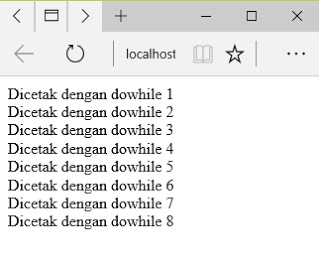 localhost
Dicetak dengan dowhile 1
Dicetak dengan dowhile 2
Dicetak dengan dowhile 3
Dicetak dengan dowhile 4
Dicetak dengan dowhile 5
Dicetak dengan dowhile 6
Dicetak dengan dowhile 7
Dicetak dengan dowhile 8